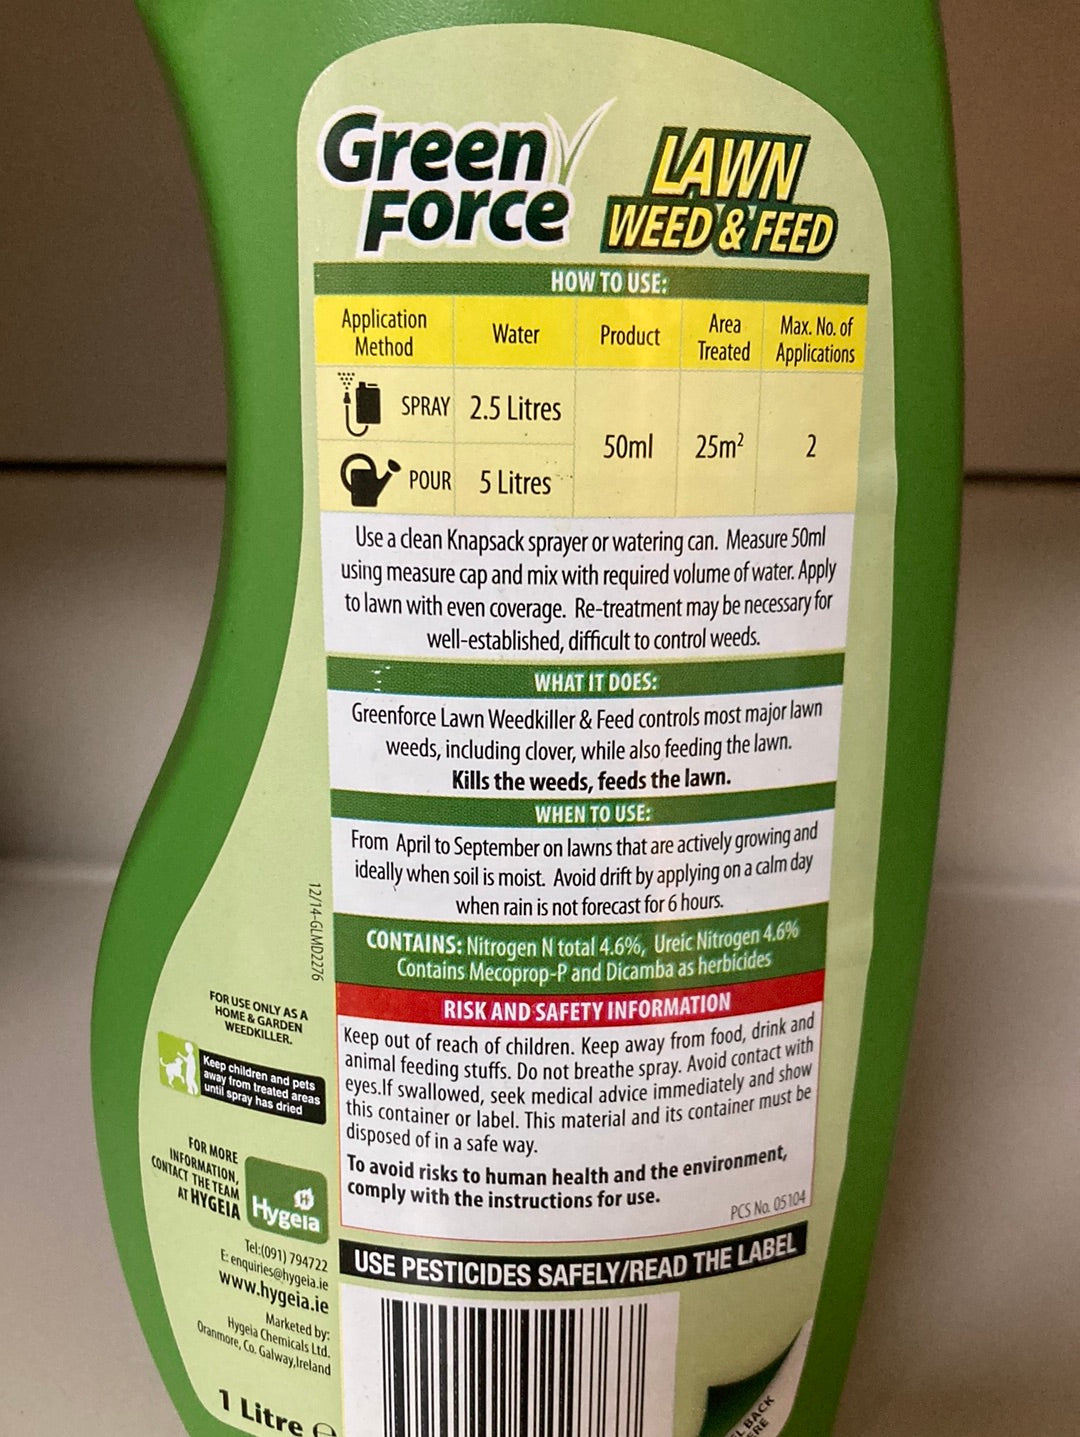 Green
Force
LAWN
WEED & FEED
HOW TO USE:
Application Method
Water
Product
Area Treated
Max. No. of Applications
SPRAY
2.5 Litres
50ml
25m²
2
POUR
5 Litres
Use a clean Knapsack sprayer or watering can. Measure 50ml
using measure cap and mix with required volume of water. Apply
to lawn with even coverage. Re-treatment may be necessary for
well-established, difficult to control weeds.
WHAT IT DOES:
Greenforce Lawn Weedkiller & Feed controls most major lawn
weeds, including clover, while also feeding the lawn.
Kills the weeds, feeds the lawn.
WHEN TO USE:
From April to September on lawns that are actively growing and
ideally when soil is moist. Avoid drift by applying on a calm day
when rain is not forecast for 6 hours.
CONTAINS: Nitrogen N total 4.6%, Ureic Nitrogen 4.6%
Contains Mecoprop-P and Dicamba as herbicides
RISK AND SAFETY INFORMATION
Keep out of reach of children. Keep away from food, drink and
animal feeding stuffs. Do not breathe spray. Avoid contact with
eyes.If swallowed, seek medical advice immediately and show
this container or label. This material and its container must be
disposed of in a safe way.
To avoid risks to human health and the environment,
comply with the instructions for use.
PCS No. 05104
USE PESTICIDES SAFELY/READ THE LABEL
12/14-GLMD2276
FOR USE ONLY AS A
HOME & GARDEN
WEEDKILLER.
Keep children and pets
away from treated areas
until spray has dried
FOR MORE
INFORMATION,
CONTACT THE TEAM
AT HYGEIA
H
Hygeia
Tel:(091) 794722
E: enquiries@hygeia.ie
www.hygeia.ie
Marketed by:
Hygeia Chemicals Ltd.
Oranmore, Co. Galway,Ireland
1 Litre e
BACK